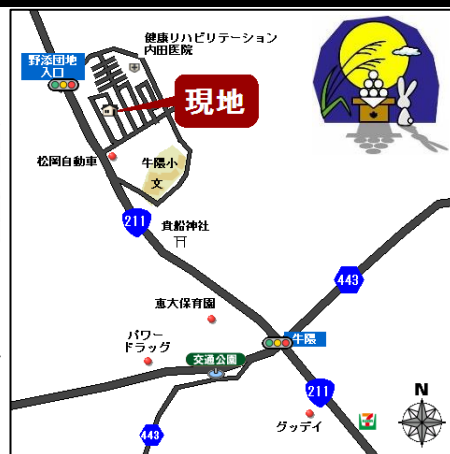 健康リハビリテーション
内田医院
野添団地
入口
現地
松岡自動車
牛隈小
文
211
貴船神社
443
恵大保育園
牛隈
パワー
ドラッグ
交通公園
211
N
グッデイ
7
443